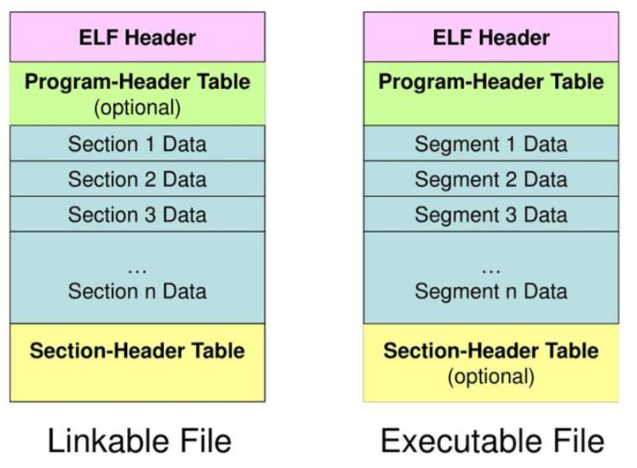 ELF Header
Program-Header Table
(optional)
Section 1 Data
Section 2 Data
Section 3 Data
...
Section n Data
Section-Header Table
Linkable File
ELF Header
Program-Header Table
Segment 1 Data
Segment 2 Data
Segment 3 Data
...
Segment n Data
Section-Header Table
(optional)
Executable File